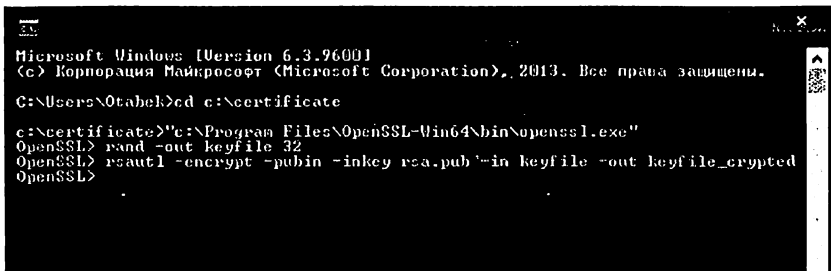 Microsoft Windows [Version 6.3.9600]
(c) Корпорация Майкрософт (Microsoft Corporation), 2013. Все права защищены.
C:\Users\Otabek>cd c:\certificate
c:\certificate>"c:\Program Files\OpenSSL-Win64\bin\openssl.exe"
OpenSSL> rand -out keyfile 32
OpenSSL> rsautl -encrypt -pubin -inkey rsa.pub -in keyfile -out keyfile_crypted
OpenSSL>